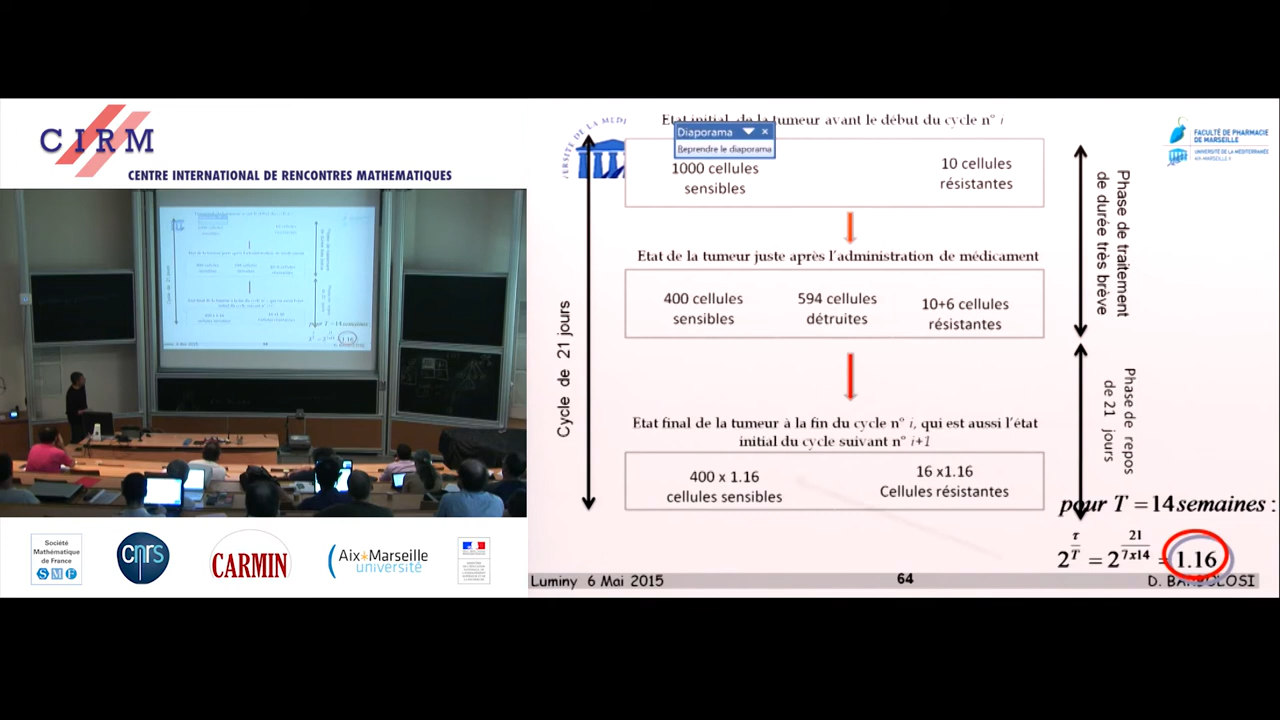 CIRM
CENTRE INTERNATIONAL DE RENCONTRES MATHEMATIQUES
Société
Mathématique
de France
SMF
cnrs
CARMIN
Aix*Marseille
université
Etat initial de la tumeur avant le début du cycle n° i
Diaporama
Reprendre le diaporama
1000 cellules
sensibles
10 cellules
résistantes
Etat de la tumeur juste après l'administration de médicament
400 cellules
sensibles
594 cellules
détruites
10+6 cellules
résistantes
Etat final de la tumeur à la fin du cycle n° i, qui est aussi l'état
initial du cycle suivant n° i+1
400 x 1.16
cellules sensibles
16 x1.16
Cellules résistantes
Cycle de 21 jours
Phase de traitement
de durée très brève
Phase de repos
de 21 jours
FACULTÉ DE PHARMACIE
DE MARSEILLE
UNIVERSITÉ DE LA MÉDITERRANÉE
AIX-MARSEILLE II
pour T = 14 semaines :
2^(τ/T) = 2^(21/(7x14)) = 1.16
Luminy 6 Mai 2015
64
D. BARBOLOSI